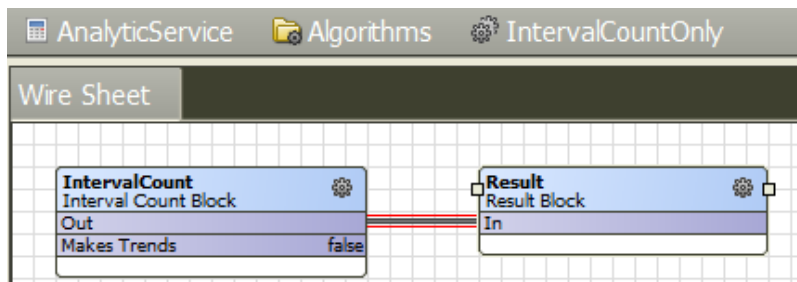 AnalyticService Algorithms IntervalCountOnly
Wire Sheet
IntervalCount
Interval Count Block
Out
Makes Trends false
Result
Result Block
In